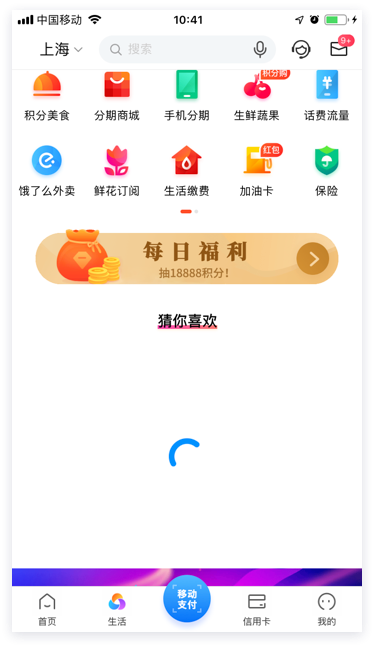 中国移动 10:41
上海 搜索 9+
积分购
积分美食 分期商城 手机分期 生鲜蔬果 话费流量
红包
饿了么外卖 鲜花订阅 生活缴费 加油卡 保险
每日福利
抽18888积分!
猜你喜欢
移动
支付
首页 生活 信用卡 我的